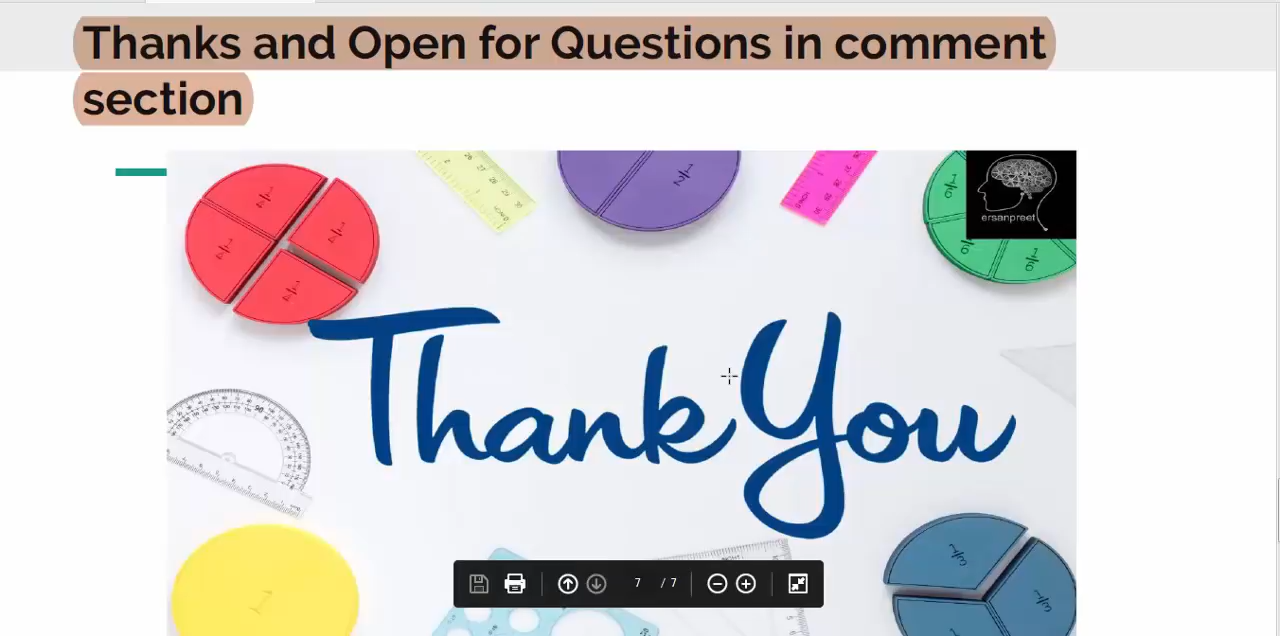 Thanks and Open for Questions in comment
section
ersanpreet
Thank You
7 / 7